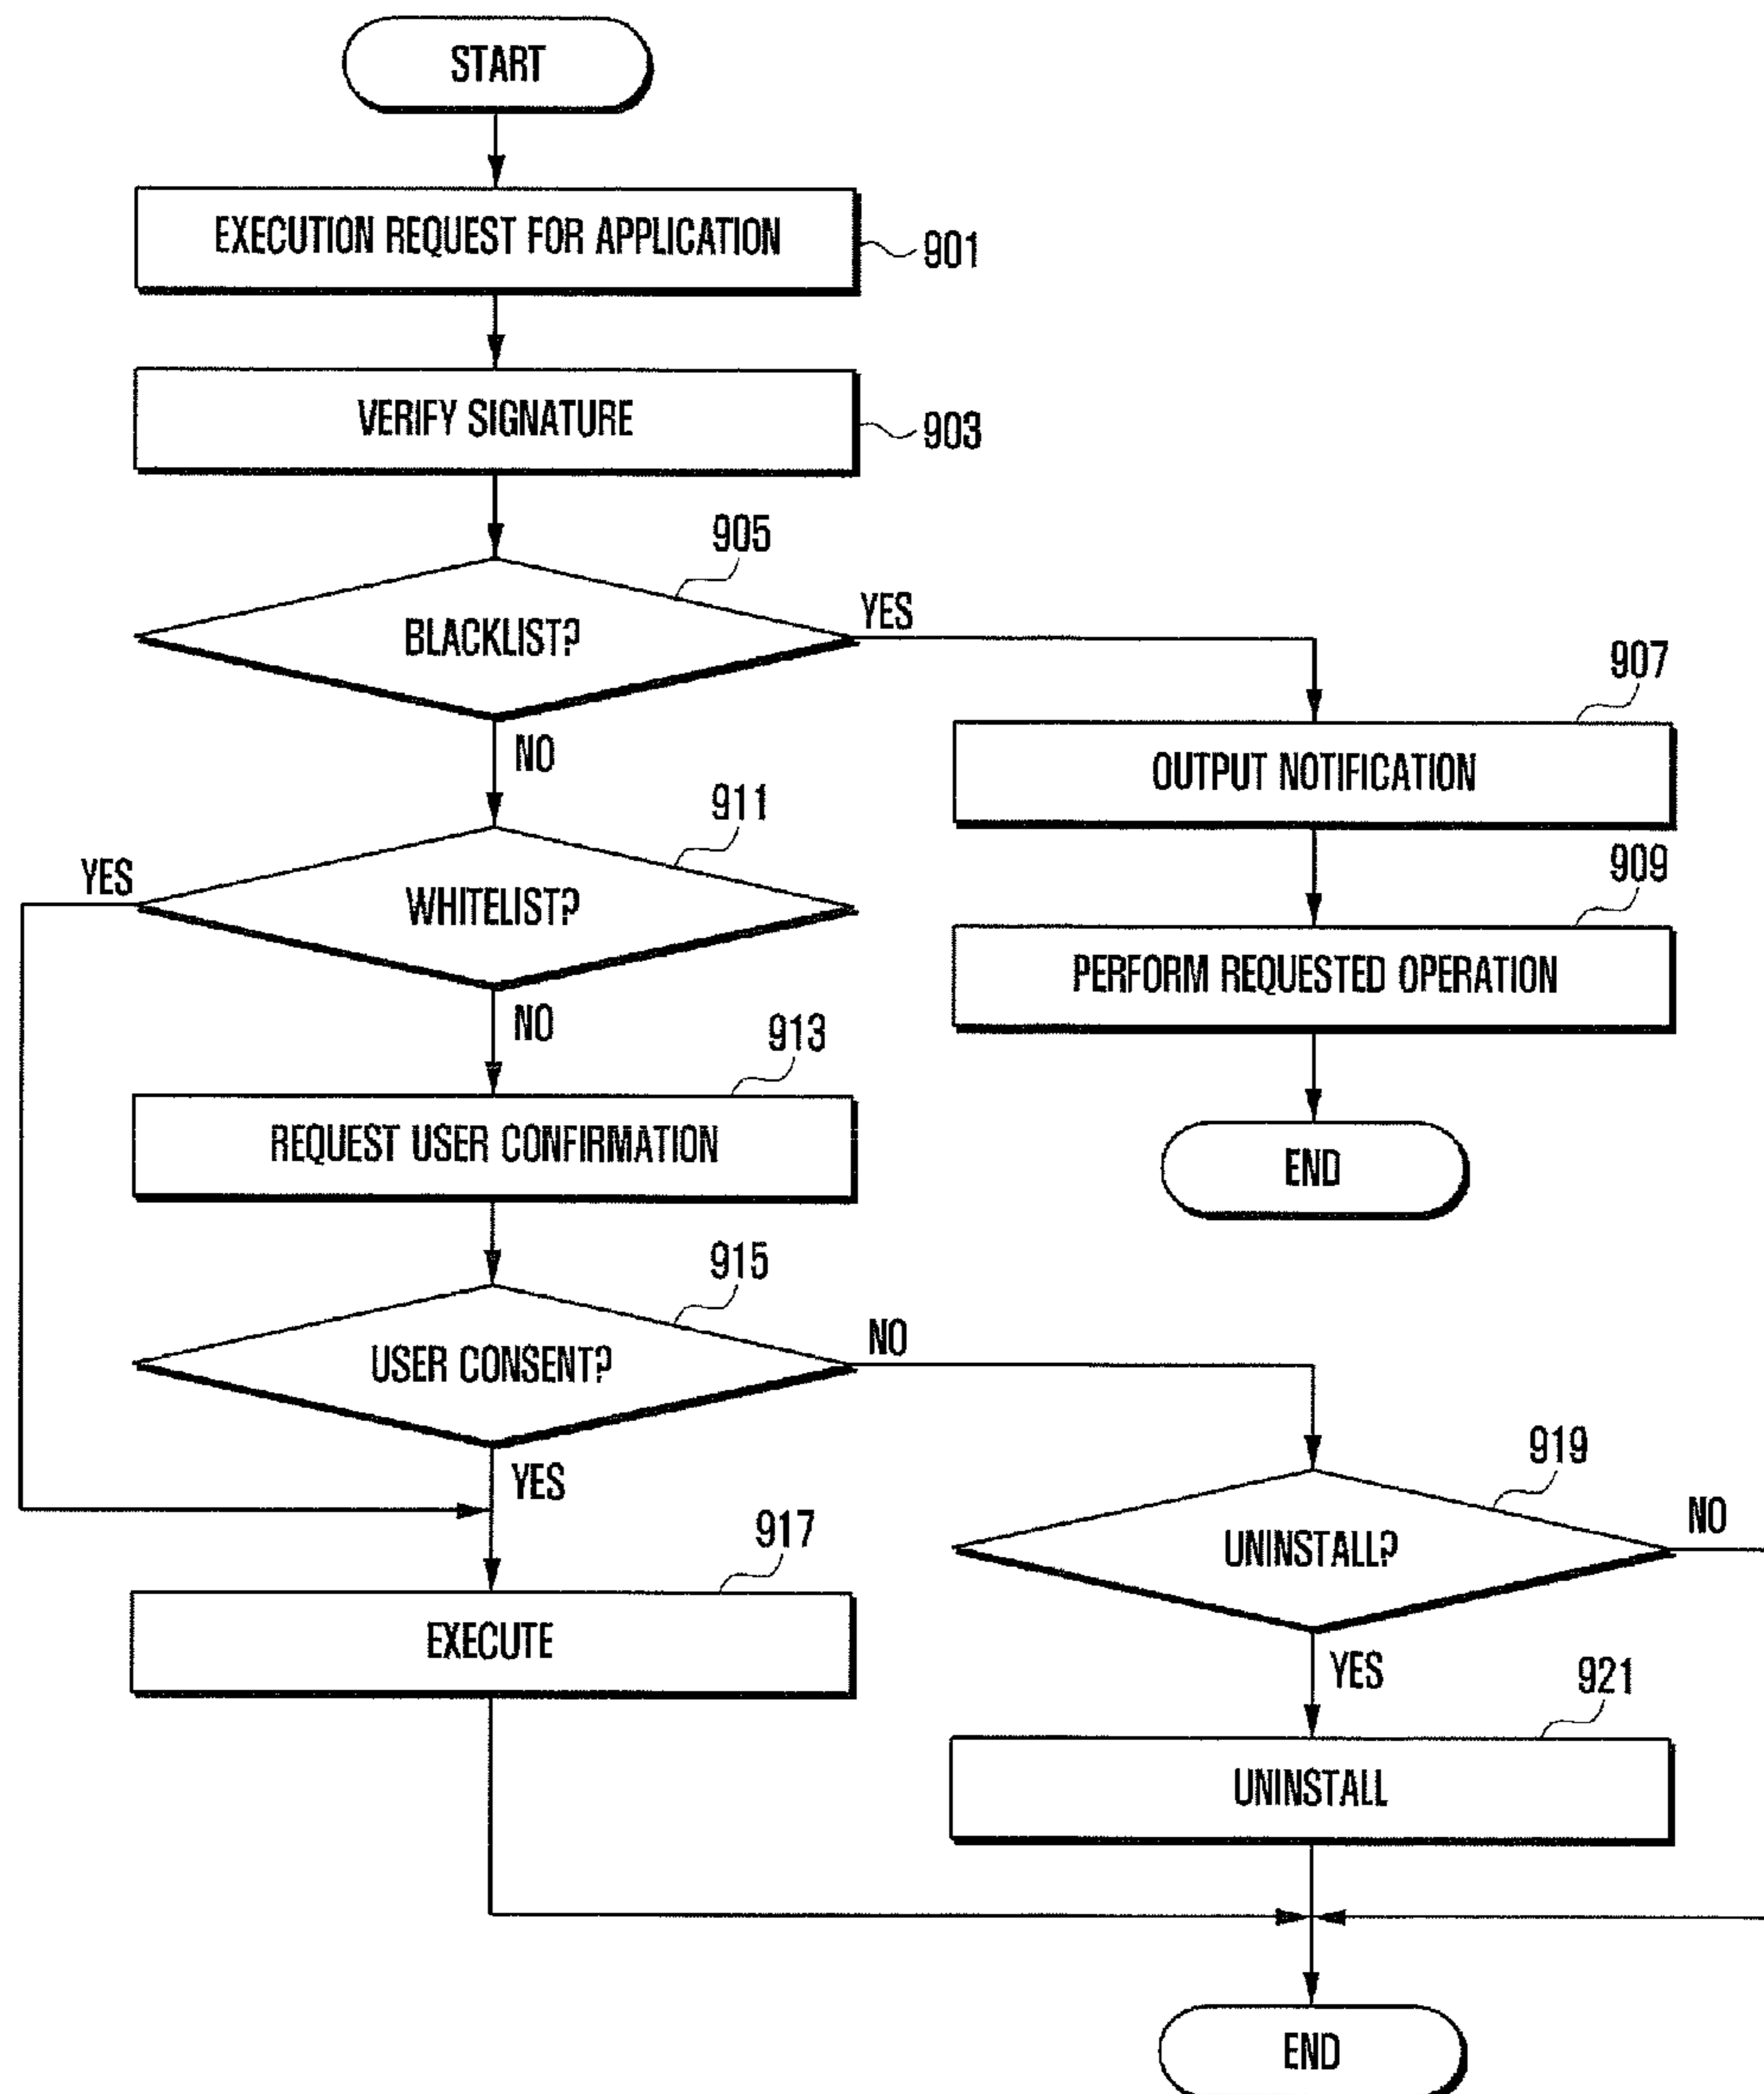 START
EXECUTION REQUEST FOR APPLICATION
901
VERIFY SIGNATURE
903
905
BLACKLIST?
YES
NO
907
OUTPUT NOTIFICATION
909
PERFORM REQUESTED OPERATION
END
911
YES
WHITELIST?
NO
913
REQUEST USER CONFIRMATION
915
USER CONSENT?
NO
YES
917
EXECUTE
919
UNINSTALL?
NO
YES
921
UNINSTALL
END